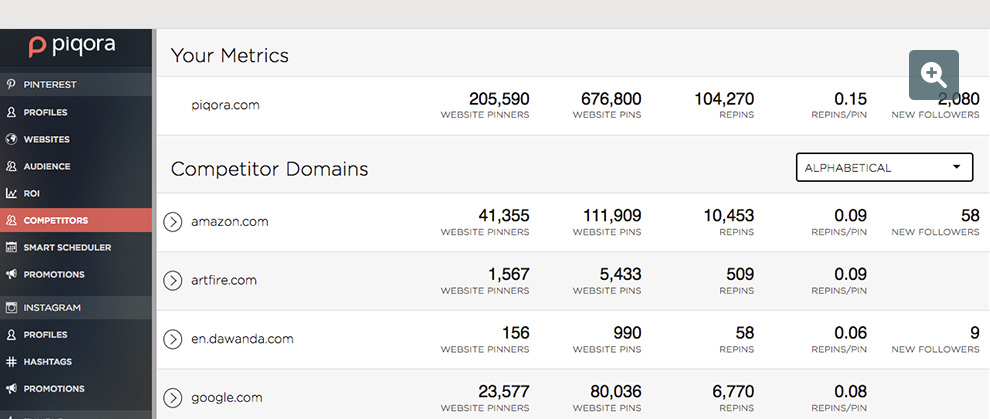 piqora
PINTEREST
PROFILES
WEBSITES
AUDIENCE
ROI
COMPETITORS
SMART SCHEDULER
PROMOTIONS
INSTAGRAM
PROFILES
HASHTAGS
PROMOTIONS
Your Metrics
piqora.com 205,590 676,800 104,270 0.15 2,080
WEBSITE PINNERS WEBSITE PINS REPINS REPINS/PIN NEW FOLLOWERS
Competitor Domains ALPHABETICAL
amazon.com 41,355 111,909 10,453 0.09 58
WEBSITE PINNERS WEBSITE PINS REPINS REPINS/PIN NEW FOLLOWERS
artfire.com 1,567 5,433 509 0.09
WEBSITE PINNERS WEBSITE PINS REPINS REPINS/PIN
en.dawanda.com 156 990 58 0.06 9
WEBSITE PINNERS WEBSITE PINS REPINS REPINS/PIN NEW FOLLOWERS
google.com 23,577 80,036 6,770 0.08
WEBSITE PINNERS WEBSITE PINS REPINS REPINS/PIN